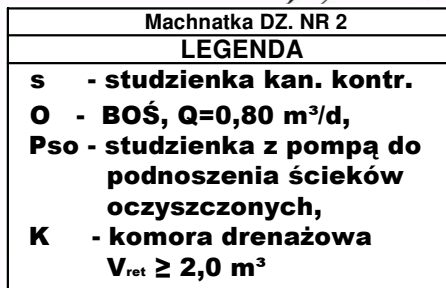 Machnatka DZ. NR 2
LEGENDA
s - studzienka kan. kontr.
O - BOŚ, Q=0,80 m³/d,
Pso - studzienka z pompą do
podnoszenia ścieków
oczyszczonych,
K - komora drenażowa
Vret ≥ 2,0 m³